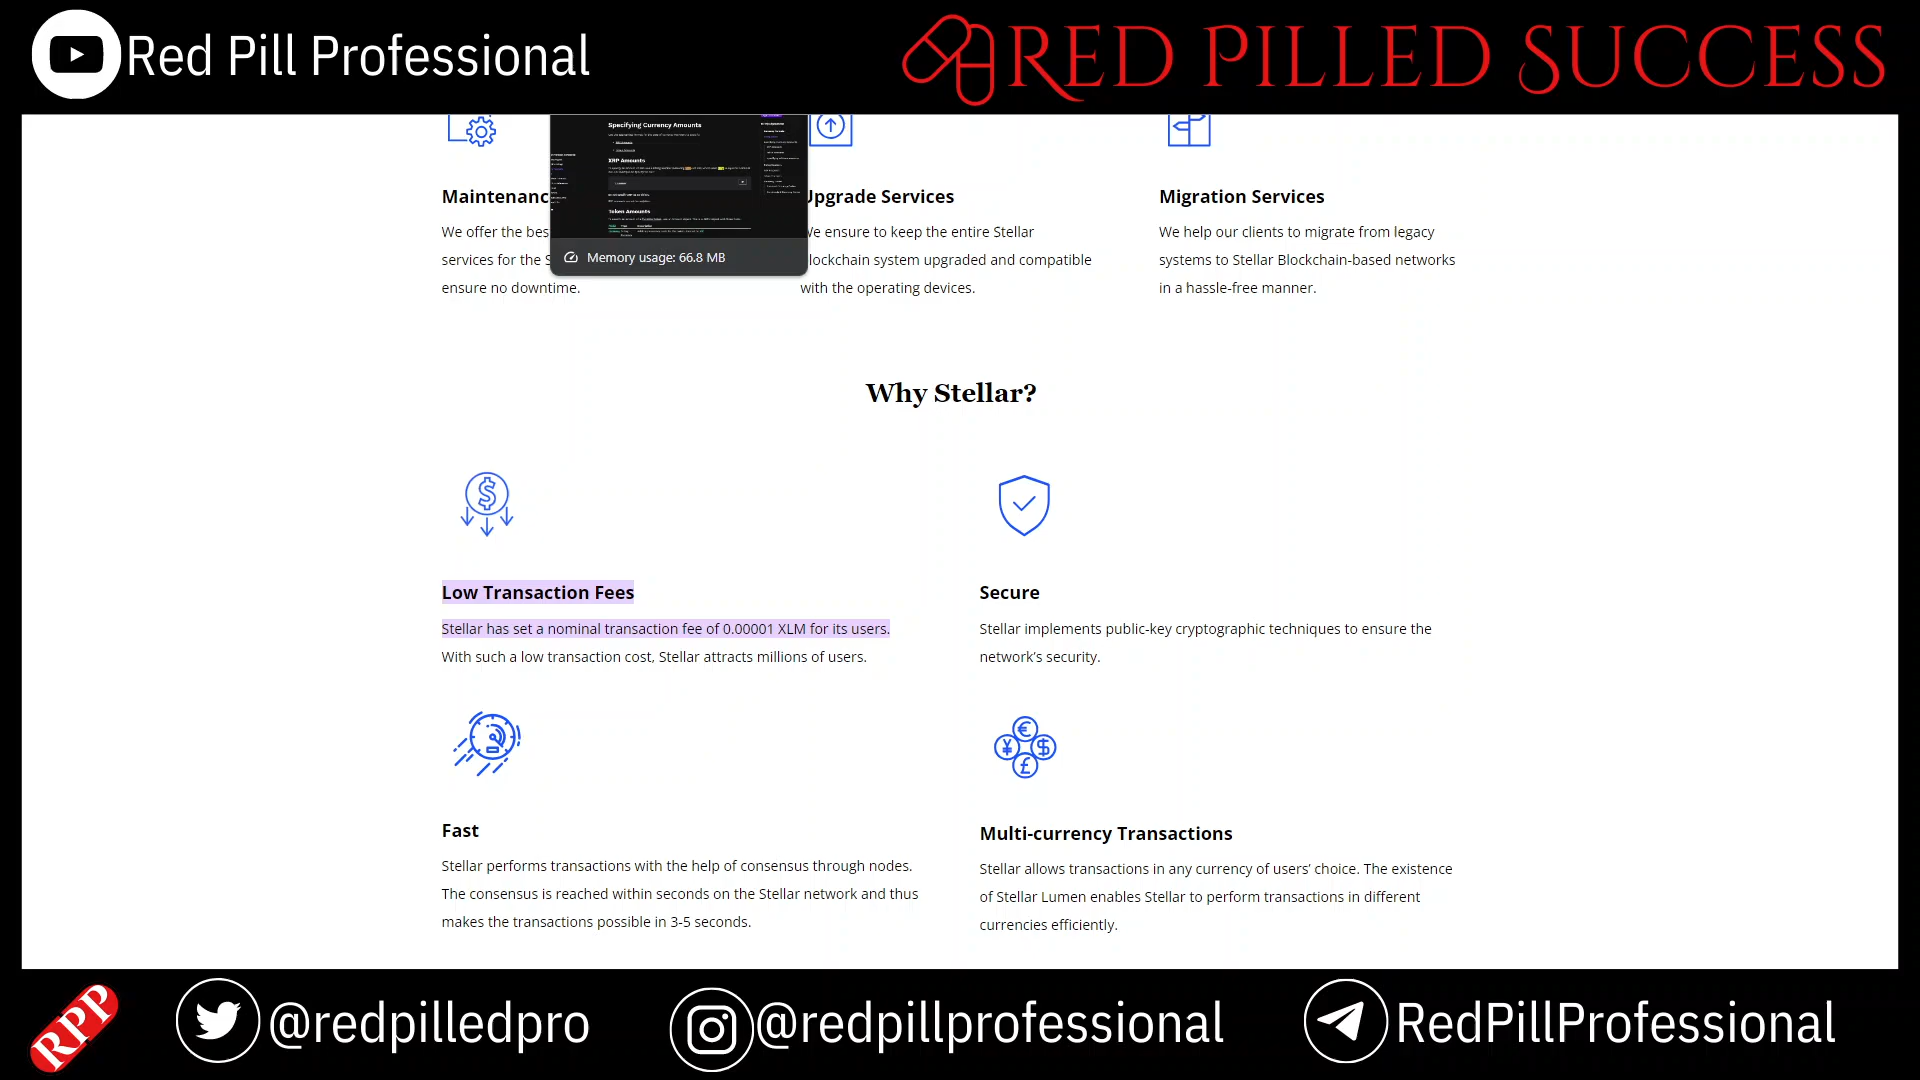 Red Pill Professional
RED PILLED SUCCESS
Specifying Currency Amounts
XRP Amounts
Token Amounts
Memory usage: 66.8 MB
Maintenanc
We offer the bes
services for the S
ensure no downtime.
Upgrade Services
We ensure to keep the entire Stellar
blockchain system upgraded and compatible
with the operating devices.
Migration Services
We help our clients to migrate from legacy
systems to Stellar Blockchain-based networks
in a hassle-free manner.
Why Stellar?
Low Transaction Fees
Stellar has set a nominal transaction fee of 0.00001 XLM for its users.
With such a low transaction cost, Stellar attracts millions of users.
Secure
Stellar implements public-key cryptographic techniques to ensure the
network’s security.
Fast
Stellar performs transactions with the help of consensus through nodes.
The consensus is reached within seconds on the Stellar network and thus
makes the transactions possible in 3-5 seconds.
Multi-currency Transactions
Stellar allows transactions in any currency of users’ choice. The existence
of Stellar Lumen enables Stellar to perform transactions in different
currencies efficiently.
RPP
@redpilledpro
@redpillprofessional
RedPillProfessional